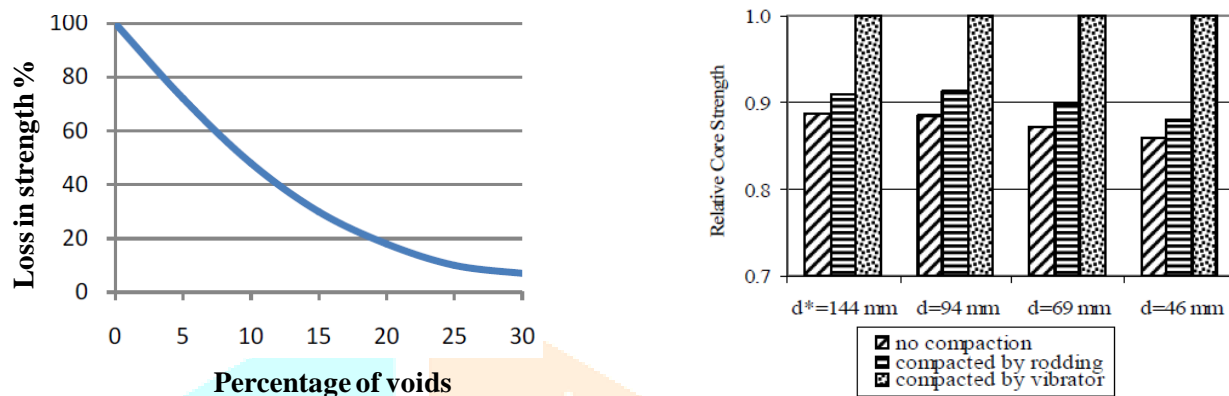 Loss in strength %
100
80
60
40
20
0
0 5 10 15 20 25 30
Percentage of voids
Relative Core Strength
1.0
0.9
0.8
0.7
d*=144 mm d=94 mm d=69 mm d=46 mm
no compaction
compacted by rodding
compacted by vibrator